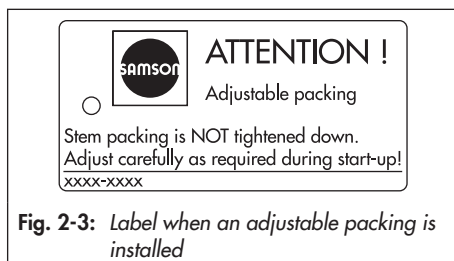 SAMSON
ATTENTION !
Adjustable packing
Stem packing is NOT tightened down.
Adjust carefully as required during start-up!
xxxx-xxxx
Fig. 2-3: Label when an adjustable packing is
installed